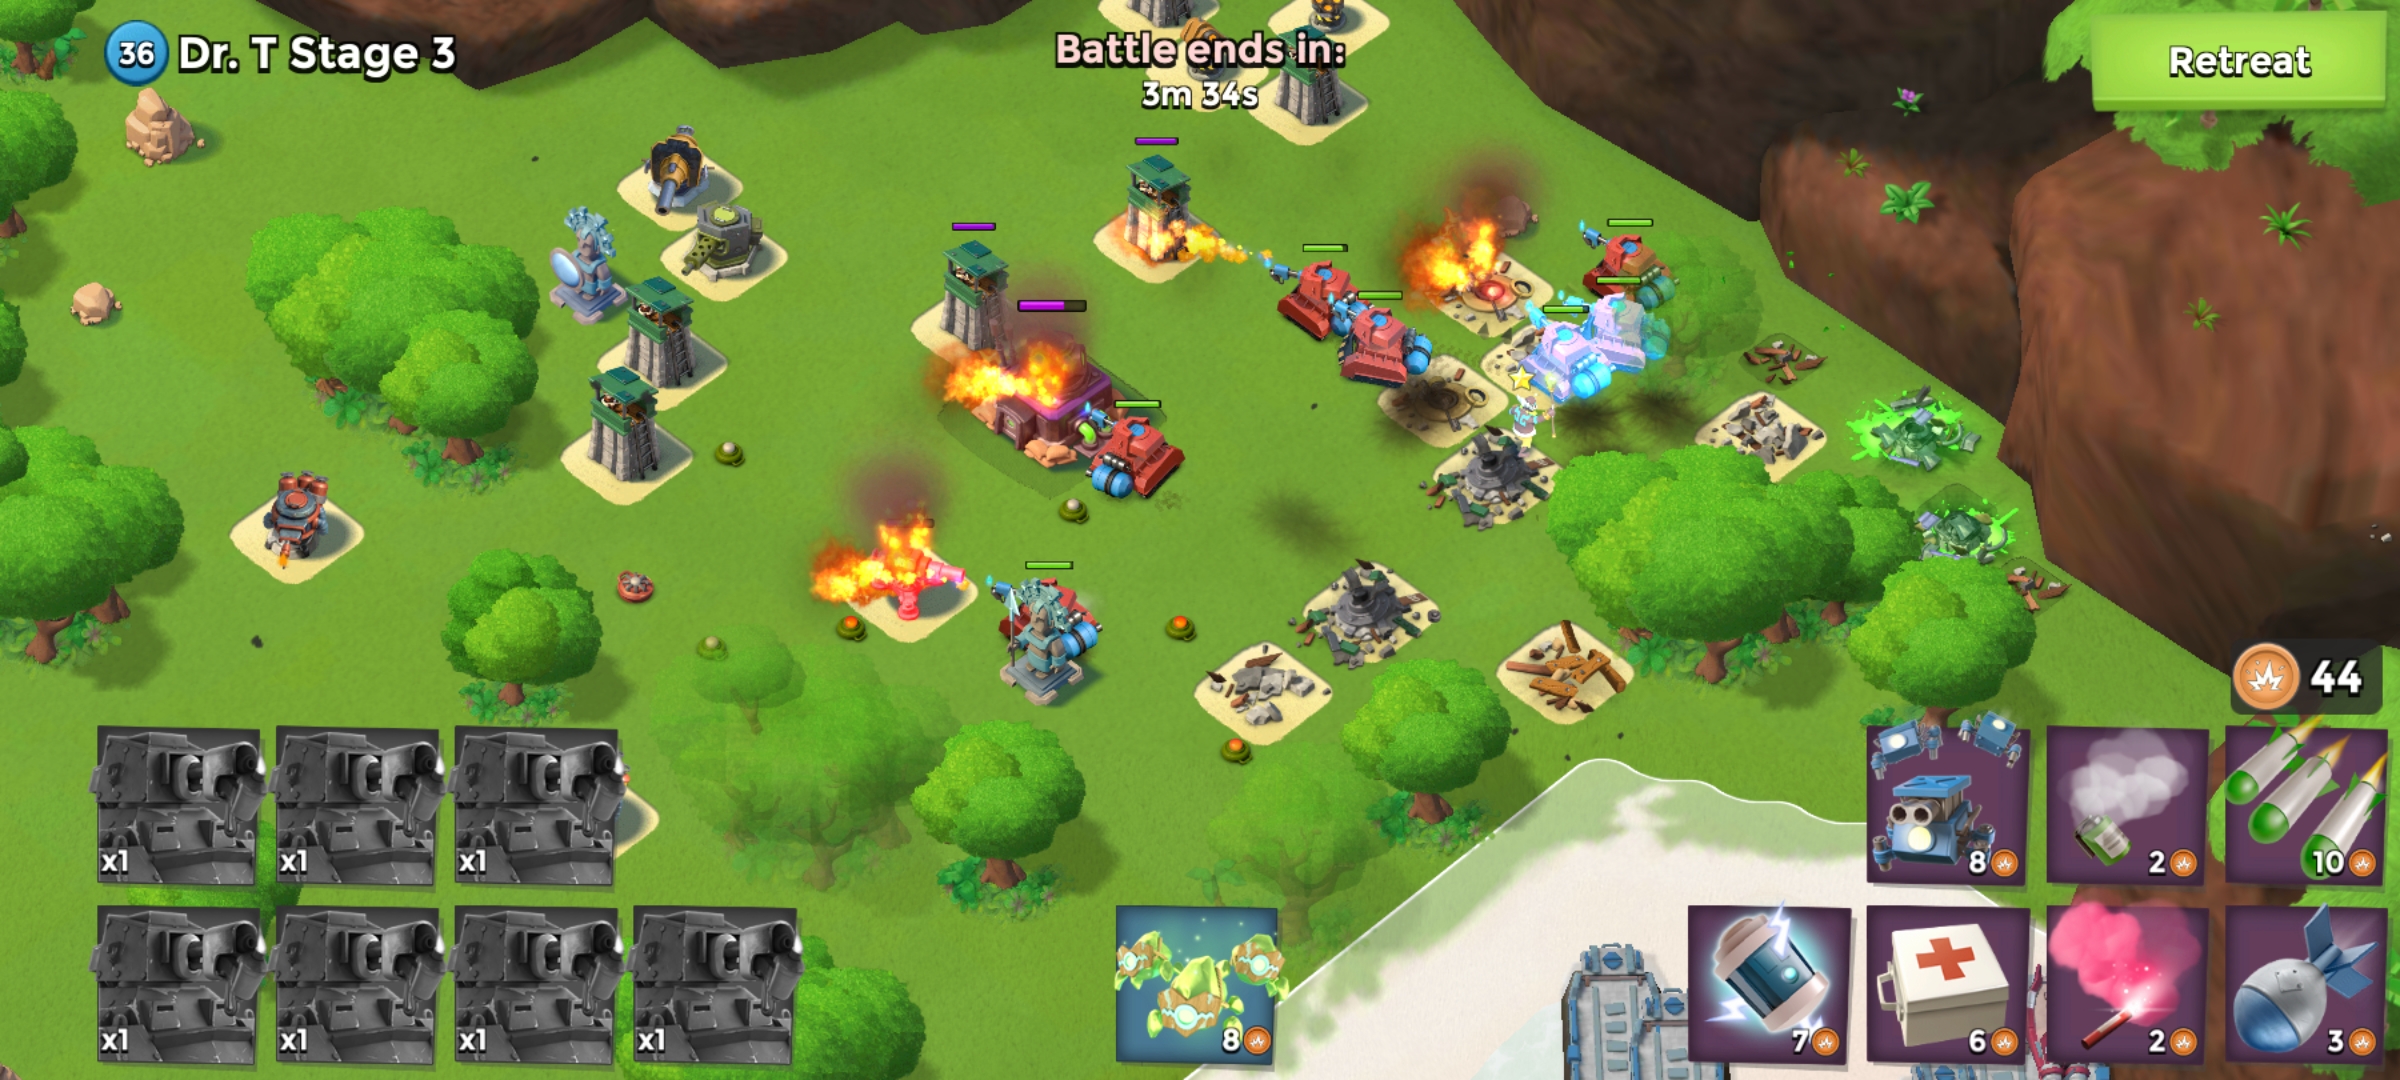 36 Dr. T Stage 3
Battle ends in:
3m 34s
Retreat
44
x1 x1 x1
8 2 10
x1 x1 x1 x1
8 7 6 2 3